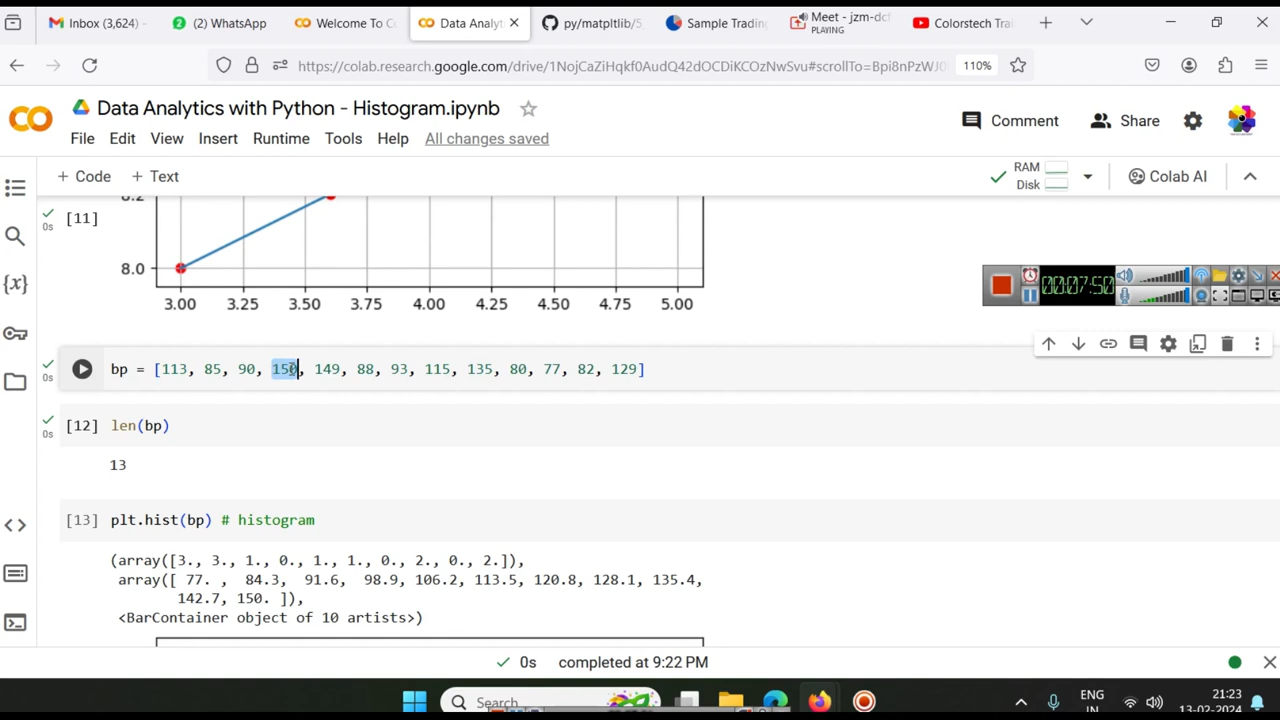 Inbox (3,624) -
(2) WhatsApp
Welcome To Co
Data Analyt
py/matpltlib/5
Sample Trading
Meet - jzm-dcf
PLAYING
Colorstech Trai
https://colab.research.google.com/drive/1NojCaZiHqkf0AudQ42dOCDiKCOzNwSvu#scrollTo=Bpi8nPzWJ0
110%
Data Analytics with Python - Histogram.ipynb
Comment
Share
File Edit View Insert Runtime Tools Help All changes saved
+ Code + Text
RAM
Disk
Colab AI
8.2
[11]
0s
8.0
3.00 3.25 3.50 3.75 4.00 4.25 4.50 4.75 5.00
00:07:50
bp = [113, 85, 90, 150, 149, 88, 93, 115, 135, 80, 77, 82, 129]
0s
[12] len(bp)
0s
13
[13] plt.hist(bp) # histogram
(array([3., 3., 1., 0., 1., 1., 0., 2., 0., 2.]),
array([ 77. , 84.3, 91.6, 98.9, 106.2, 113.5, 120.8, 128.1, 135.4,
142.7, 150. ]),
<BarContainer object of 10 artists>)
0s completed at 9:22 PM
Search
ENG
IN
21:23
13-02-2024